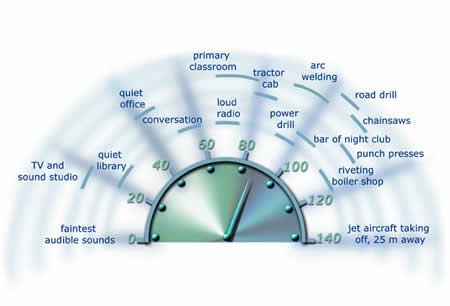 primary
classroom
tractor
cab
arc
welding
road drill
quiet
office
conversation
loud
radio
power
drill
chainsaws
bar of night club
punch presses
TV and
sound studio
quiet
library
riveting
boiler shop
faintest
audible sounds
jet aircraft taking
off, 25 m away
0
20
40
60
80
100
120
140